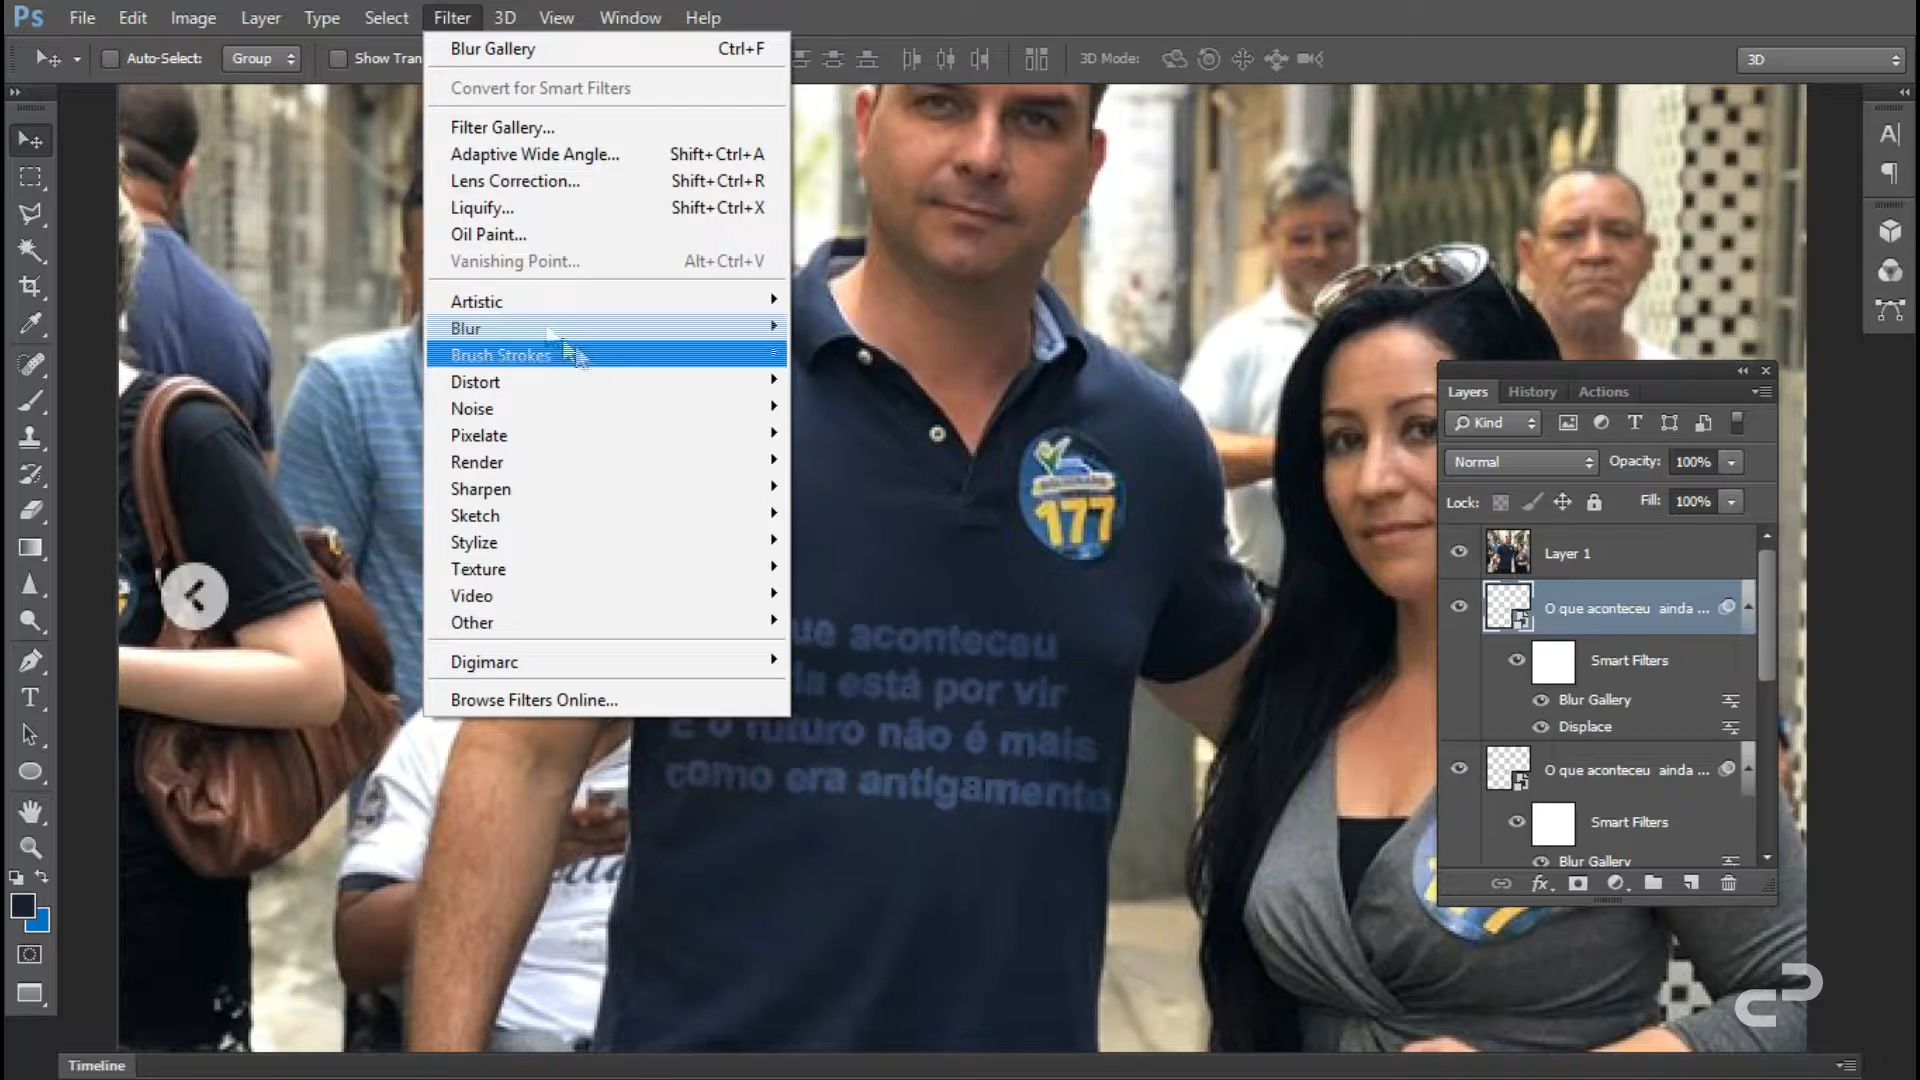 Ps File Edit Image Layer Type Select Filter 3D View Window Help
Auto-Select: Group Show Tran 3D Mode: 3D
Blur Gallery Ctrl+F
Convert for Smart Filters
Filter Gallery...
Adaptive Wide Angle... Shift+Ctrl+A
Lens Correction... Shift+Ctrl+R
Liquify... Shift+Ctrl+X
Oil Paint...
Vanishing Point... Alt+Ctrl+V
Artistic
Blur
Brush Strokes
Distort
Noise
Pixelate
Render
Sharpen
Sketch
Stylize
Texture
Video
Other
Digimarc
Browse Filters Online...
177
ue aconteceu
da está por vir
E o futuro não é mais
como era antigamente
Layers History Actions
Kind
Normal Opacity: 100%
Lock: Fill: 100%
Layer 1
O que aconteceu ainda ...
Smart Filters
Blur Gallery
Displace
O que aconteceu ainda ...
Smart Filters
Blur Gallery
Timeline